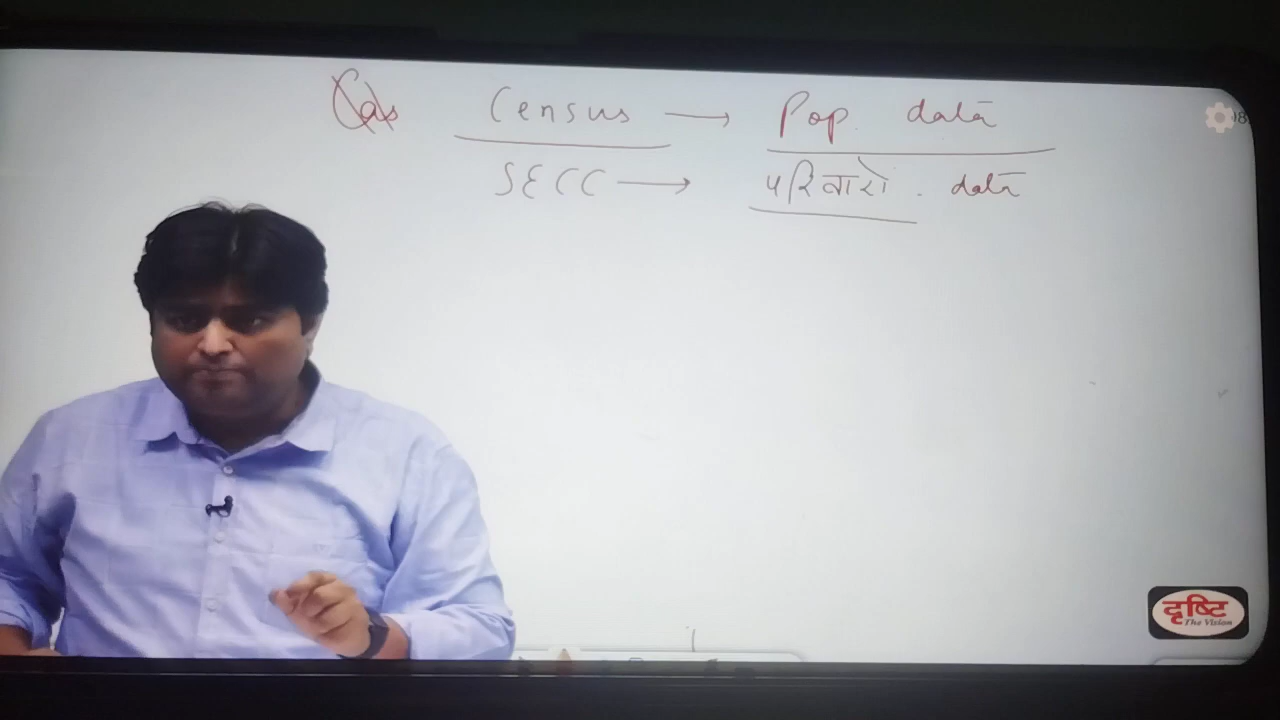 Census → Pop. data
SECC → परिवारो . data
दृष्टि
The Vision